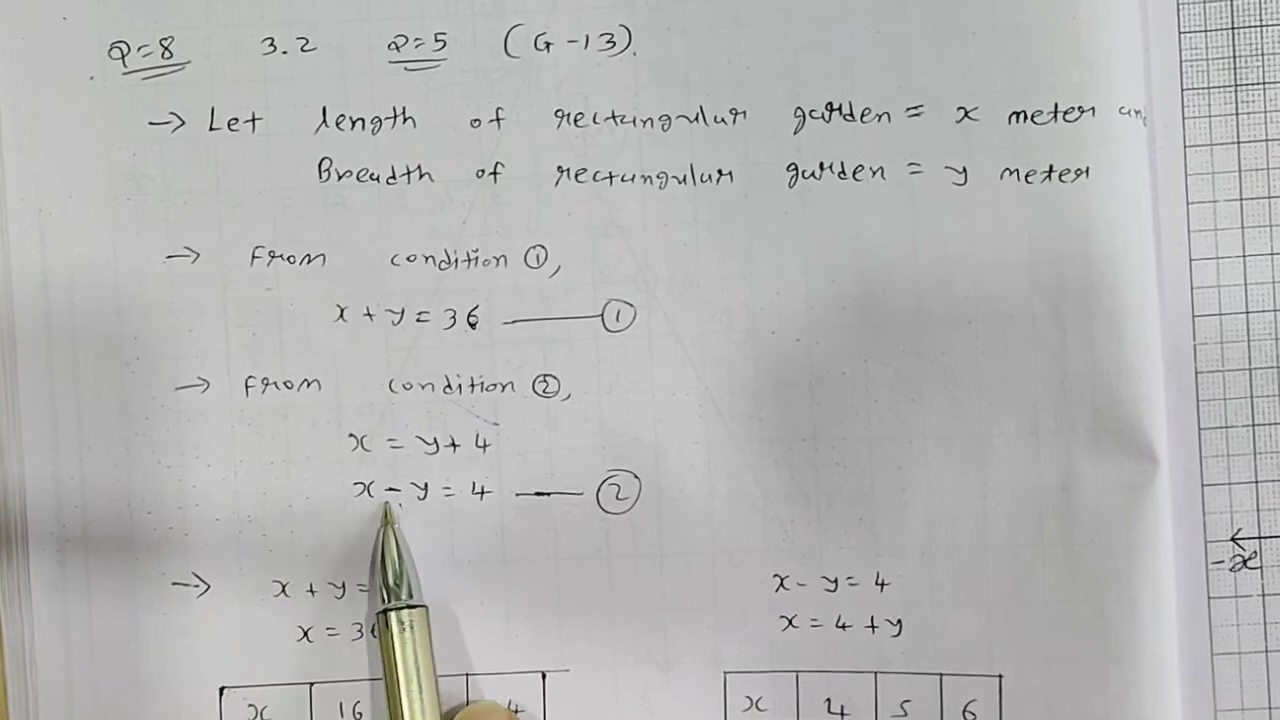 Q=8 3.2 Q=5 (G-13).
→ Let length of rectangular garden = x meter
Breadth of rectangular garden = y meter
→ From condition ①,
x + y = 36 —— ①
→ From condition ②,
x = y + 4
x - y = 4 —— ②
→ x + y = x - y = 4
x = 3 x = 4 + y
x 16 4 x 4 5 6
-x